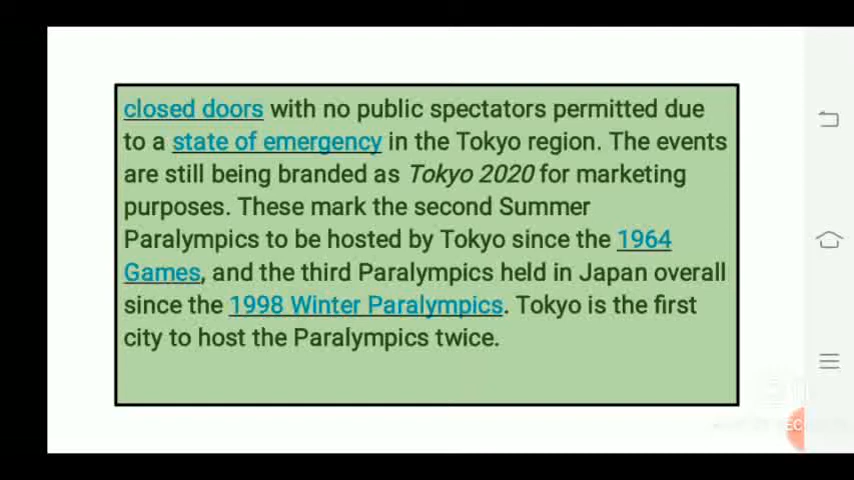 closed doors with no public spectators permitted due
to a state of emergency in the Tokyo region. The events
are still being branded as Tokyo 2020 for marketing
purposes. These mark the second Summer
Paralympics to be hosted by Tokyo since the 1964
Games, and the third Paralympics held in Japan overall
since the 1998 Winter Paralympics. Tokyo is the first
city to host the Paralympics twice.